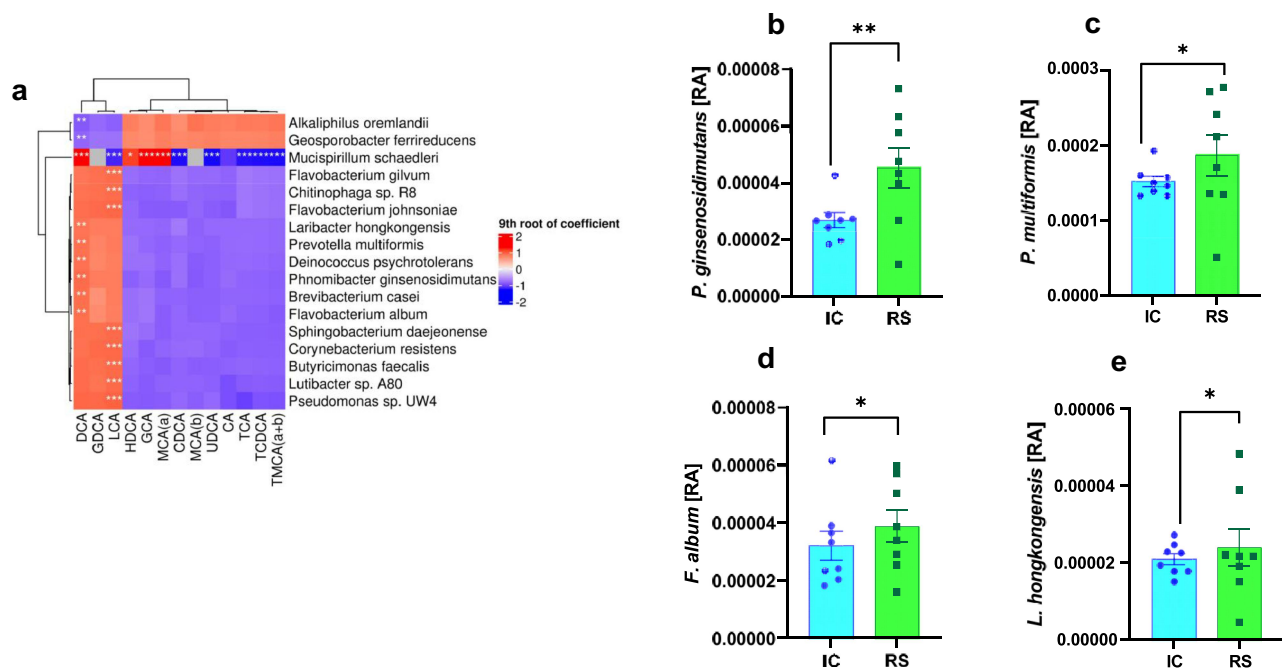 a
** Alkaliphilus oremlandii
** Geosporobacter ferrireducens
*** *** * *** *** *** *** *** *** *** Mucispirillum schaedleri
*** Flavobacterium gilvum
*** Chitinophaga sp. R8
*** Flavobacterium johnsoniae
** Laribacter hongkongensis
** Prevotella multiformis
** Deinococcus psychrotolerans
** Phnomibacter ginsenosidimutans
** Brevibacterium casei
** Flavobacterium album
*** Sphingobacterium daejeonense
*** Corynebacterium resistens
*** Butyricimonas faecalis
*** Lutibacter sp. A80
*** Pseudomonas sp. UW4
DCA
GDCA
LCA
HDCA
GCA
MCA(a)
CDCA
MCA(b)
UDCA
CA
TCA
TCDCA
TMCA(a+b)
9th root of coefficient
2
1
0
-1
-2
b
**
P. ginsenosidimutans [RA]
0.00008
0.00006
0.00004
0.00002
0.00000
IC RS
c
*
P. multiformis [RA]
0.0003
0.0002
0.0001
0.0000
IC RS
d
*
F. album [RA]
0.00008
0.00006
0.00004
0.00002
0.00000
IC RS
e
*
L. hongkongensis [RA]
0.00006
0.00004
0.00002
0.00000
IC RS